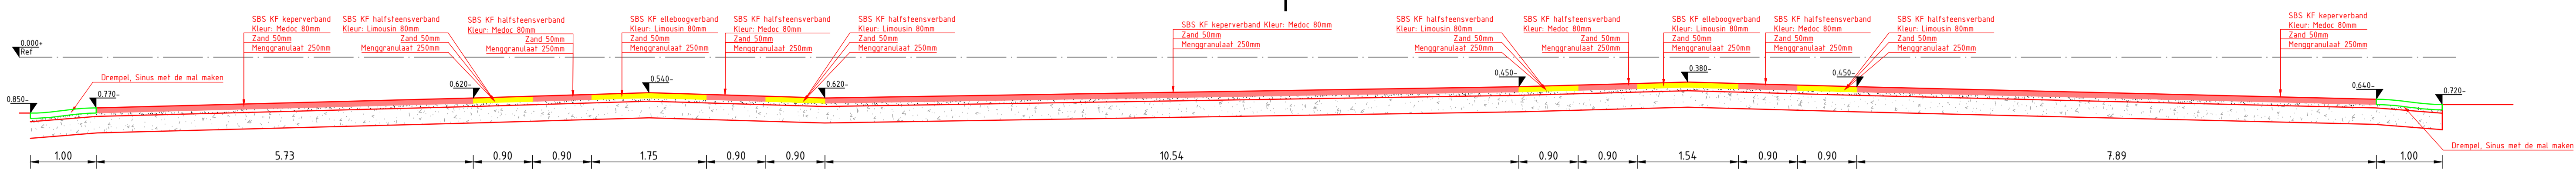 SBS KF keperverband
Kleur: Medoc 80mm
Zand 50mm
Menggranulaat 250mm
SBS KF halfsteensverband
Kleur: Limousin 80mm
Zand 50mm
Menggranulaat 250mm
SBS KF halfsteensverband
Kleur: Medoc 80mm
Zand 50mm
Menggranulaat 250mm
SBS KF elleboogverband
Kleur: Limousin 80mm
Zand 50mm
Menggranulaat 250mm
SBS KF halfsteensverband
Kleur: Medoc 80mm
Zand 50mm
Menggranulaat 250mm
SBS KF halfsteensverband
Kleur: Limousin 80mm
Zand 50mm
Menggranulaat 250mm
SBS KF keperverband Kleur: Medoc 80mm
Zand 50mm
Menggranulaat 250mm
SBS KF halfsteensverband
Kleur: Limousin 80mm
Zand 50mm
Menggranulaat 250mm
SBS KF halfsteensverband
Kleur: Medoc 80mm
Zand 50mm
Menggranulaat 250mm
SBS KF elleboogverband
Kleur: Limousin 80mm
Zand 50mm
Menggranulaat 250mm
SBS KF halfsteensverband
Kleur: Medoc 80mm
Zand 50mm
Menggranulaat 250mm
SBS KF halfsteensverband
Kleur: Limousin 80mm
Zand 50mm
Menggranulaat 250mm
SBS KF keperverband
Kleur: Medoc 80mm
Zand 50mm
Menggranulaat 250mm
0.000+
Ref
Drempel, Sinus met de mal maken
0.850-
0.770-
0.620-
0.540-
0.620-
0.450-
0.380-
0.450-
0.640-
0.720-
Drempel, Sinus met de mal maken
1.00 5.73 0.90 0.90 1.75 0.90 0.90 10.54 0.90 0.90 1.54 0.90 0.90 7.89 1.00